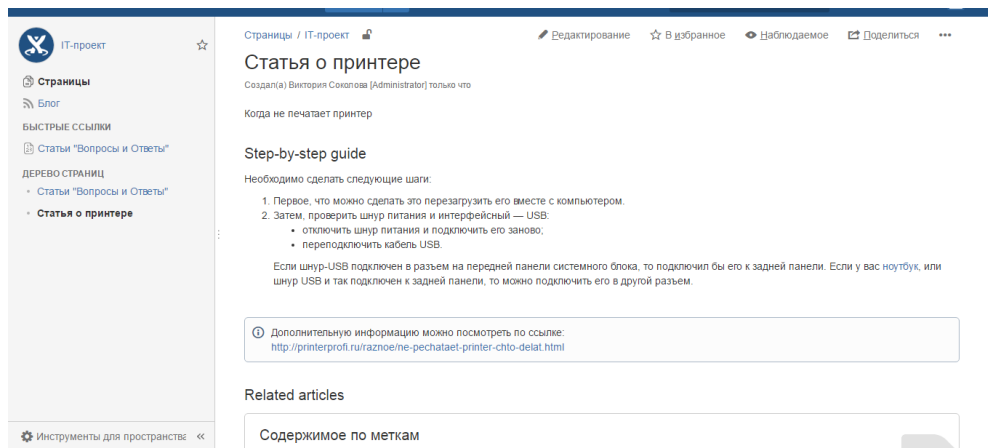 IT-проект
Страницы
Блог
БЫСТРЫЕ ССЫЛКИ
Статьи "Вопросы и Ответы"
ДЕРЕВО СТРАНИЦ
Статьи "Вопросы и Ответы"
Статья о принтере
Инструменты для пространства
Страницы / IT-проект
Редактирование В избранное Наблюдаемое Поделиться •••
Статья о принтере
Создал(а) Виктория Соколова [Administrator] только что
Когда не печатает принтер
Step-by-step guide
Необходимо сделать следующие шаги:
1. Первое, что можно сделать это перезагрузить его вместе с компьютером.
2. Затем, проверить шнур питания и интерфейсный — USB:
• отключить шнур питания и подключить его заново;
• переподключить кабель USB.
Если шнур-USB подключен в разъем на передней панели системного блока, то подключил бы его к задней панели. Если у вас ноутбук, или
шнур USB и так подключен к задней панели, то можно подключить его в другой разъем.
Дополнительную информацию можно посмотреть по ссылке:
http://printerprofi.ru/raznoe/ne-pechataet-printer-chto-delat.html
Related articles
Содержимое по меткам